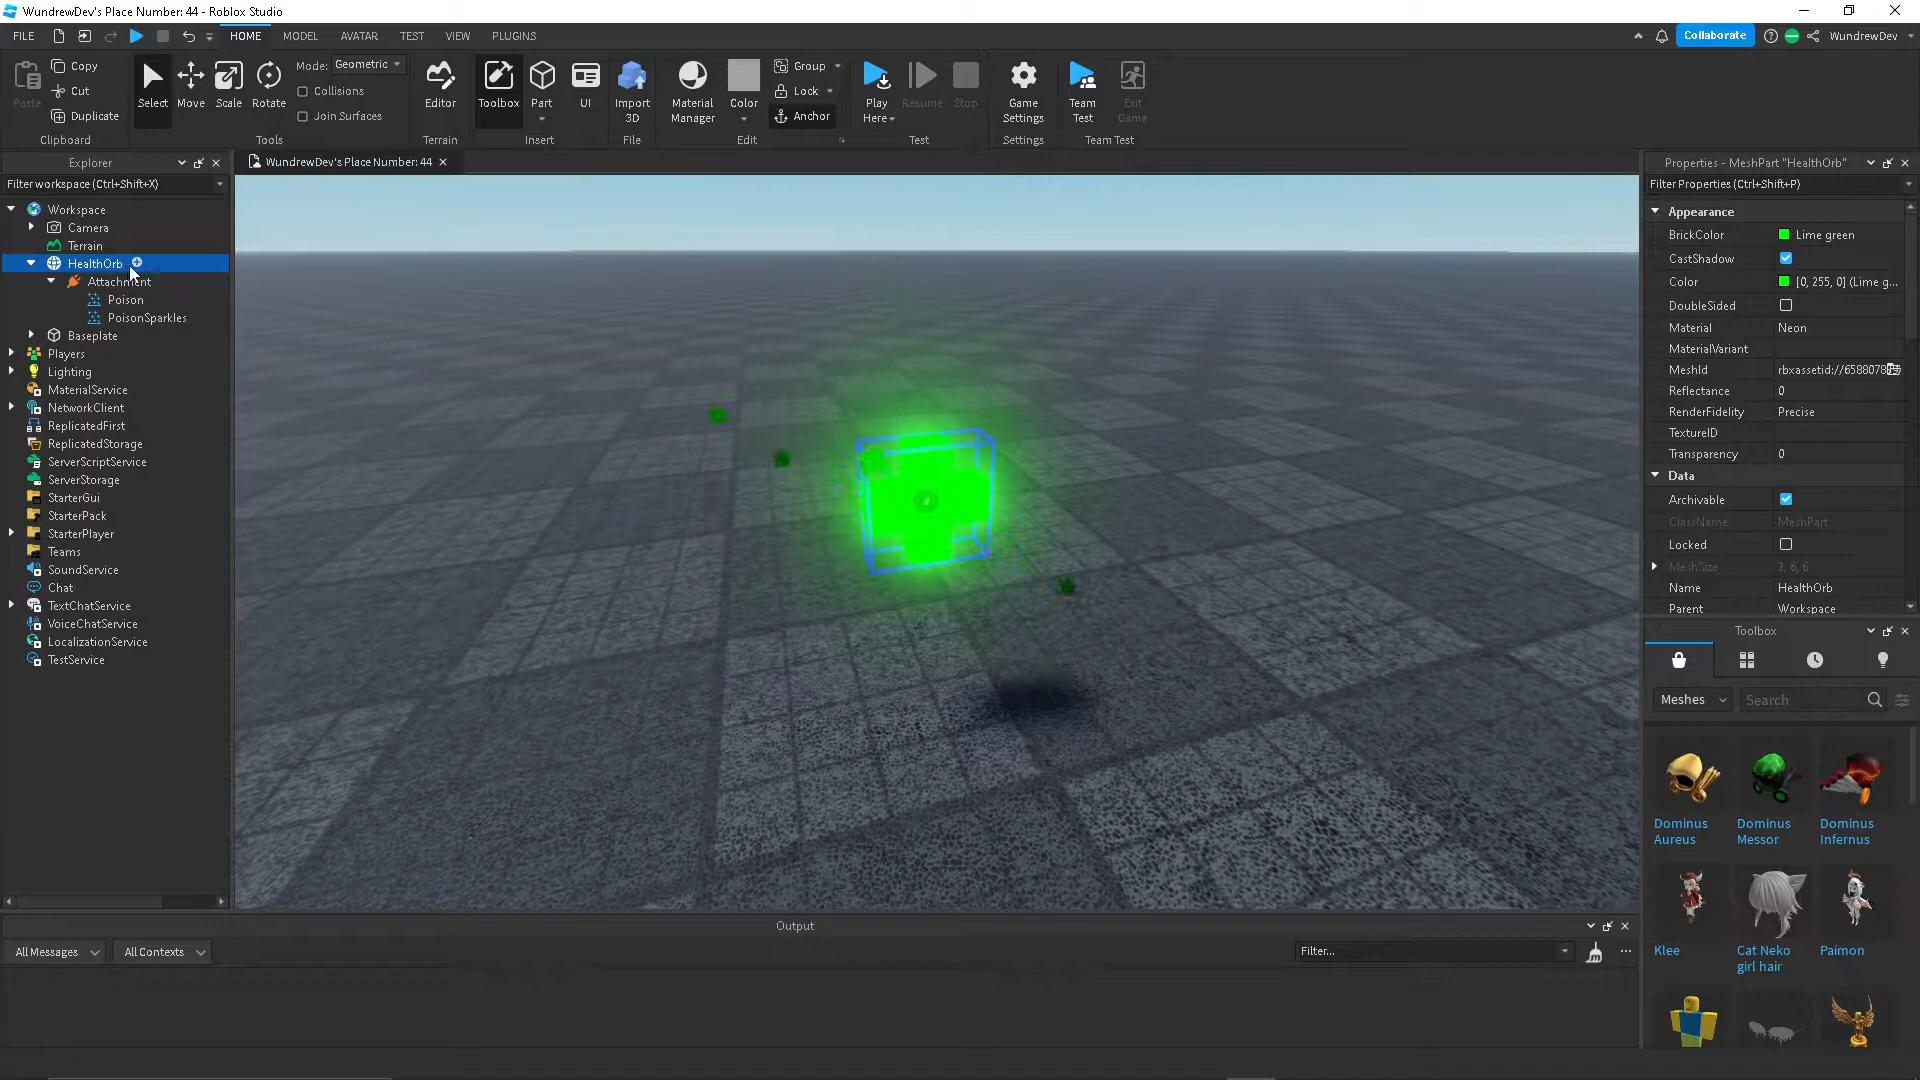 WundrewDev's Place Number: 44 - Roblox Studio
FILE
HOME
MODEL
AVATAR
TEST
VIEW
PLUGINS
Collaborate
WundrewDev
Paste
Copy
Cut
Duplicate
Clipboard
Select
Move
Scale
Rotate
Mode: Geometric
Collisions
Join Surfaces
Tools
Editor
Terrain
Toolbox
Part
UI
Insert
Import
3D
File
Material
Manager
Color
Group
Lock
Anchor
Edit
Play
Here
Resume
Stop
Test
Game
Settings
Settings
Team
Test
Exit
Game
Team Test
Explorer
Filter workspace (Ctrl+Shift+X)
Workspace
Camera
Terrain
HealthOrb
Attachment
Poison
PoisonSparkles
Baseplate
Players
Lighting
MaterialService
NetworkClient
ReplicatedFirst
ReplicatedStorage
ServerScriptService
ServerStorage
StarterGui
StarterPack
StarterPlayer
Teams
SoundService
Chat
TextChatService
VoiceChatService
LocalizationService
TestService
WundrewDev's Place Number: 44
Properties - MeshPart "HealthOrb"
Filter Properties (Ctrl+Shift+P)
Appearance
BrickColor Lime green
CastShadow
Color [0, 255, 0] (Lime g...
DoubleSided
Material Neon
MaterialVariant
MeshId rbxassetid://6588078
Reflectance 0
RenderFidelity Precise
TextureID
Transparency 0
Data
Archivable
ClassName MeshPart
Locked
MeshSize 2, 6, 6
Name HealthOrb
Parent Workspace
Toolbox
Meshes
Search
Dominus
Aureus
Dominus
Messor
Dominus
Infernus
Klee
Cat Neko
girl hair
Paimon
Output
All Messages
All Contexts
Filter...